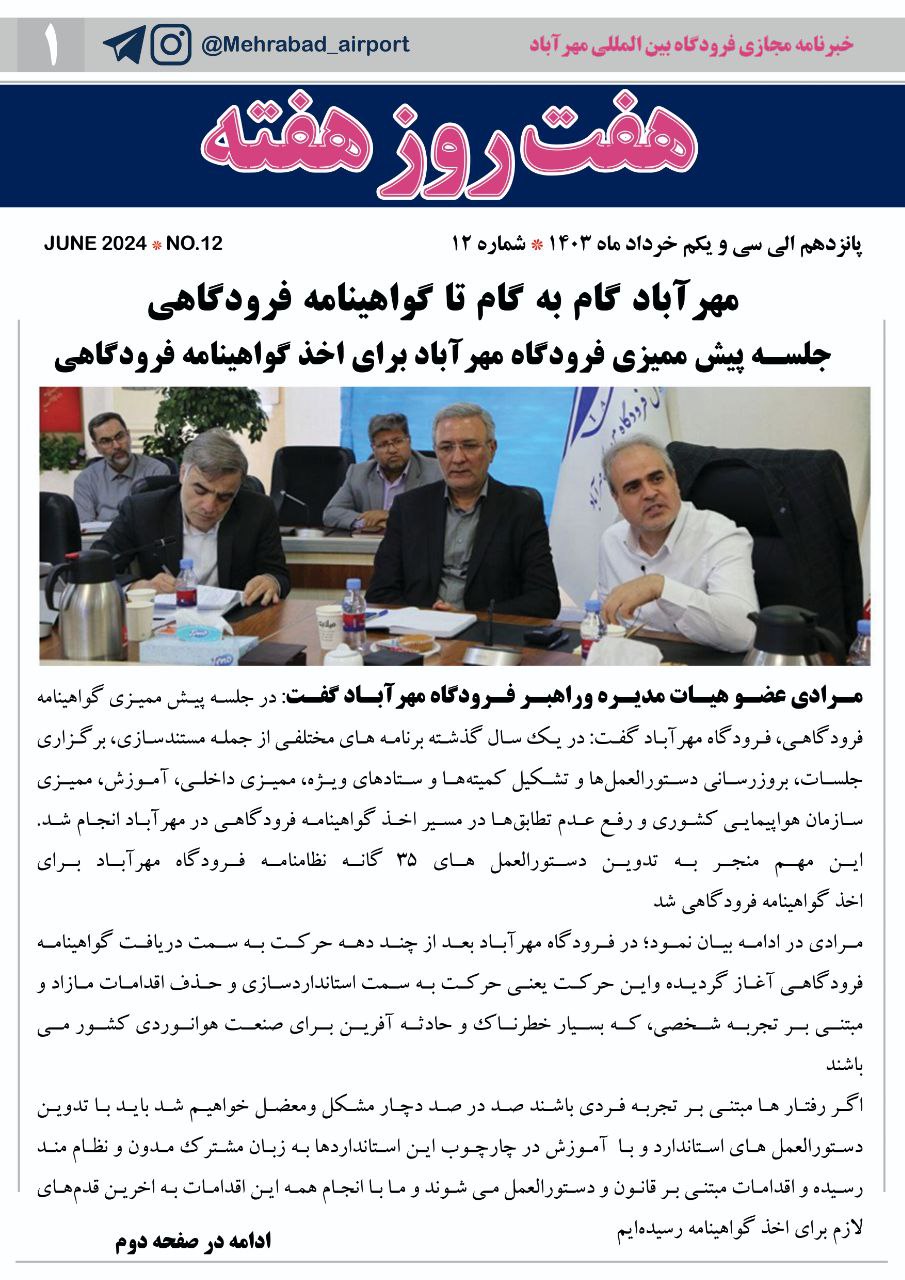 خبرنامه مجازی فرودگاه بین المللی مهرآباد
@Mehrabad_airport
۱
هفت روز هفته
پانزدهم الی سی و یکم خرداد ماه ۱۴۰۳ * شماره ۱۲
JUNE 2024 * NO.12
مهرآباد گام به گام تا گواهینامه فرودگاهی
جلسه پیش ممیزی فرودگاه مهرآباد برای اخذ گواهینامه فرودگاهی
مرادی عضو هیات مدیره وراهبر فرودگاه مهرآباد گفت: در جلسه پیش ممیزی گواهینامه
فرودگاهی، فرودگاه مهرآباد گفت: در یک سال گذشته برنامه های مختلفی از جمله مستندسازی، برگزاری
جلسات، بروزرسانی دستورالعمل‌ها و تشکیل کمیته‌ها و ستادهای ویژه، ممیزی داخلی، آموزش، ممیزی
سازمان هواپیمایی کشوری و رفع عدم تطابق‌ها در مسیر اخذ گواهینامه فرودگاهی در مهرآباد انجام شد.
این مهم منجر به تدوین دستورالعمل های ۳۵ گانه نظامنامه فرودگاه مهرآباد برای
اخذ گواهینامه فرودگاهی شد
مرادی در ادامه بیان نمود؛ در فرودگاه مهرآباد بعد از چند دهه حرکت به سمت دریافت گواهینامه
فرودگاهی آغاز گردیده واین حرکت یعنی حرکت به سمت استانداردسازی و حذف اقدامات مازاد و
مبتنی بر تجربه شخصی، که بسیار خطرناک و حادثه آفرین برای صنعت هوانوردی کشور می
باشند
اگر رفتار ها مبتنی بر تجربه فردی باشند صد در صد دچار مشکل ومعضل خواهیم شد باید با تدوین
دستورالعمل های استاندارد و با آموزش در چارچوب این استانداردها به زبان مشترک مدون و نظام مند
رسیده و اقدامات مبتنی بر قانون و دستورالعمل می شوند و ما با انجام همه این اقدامات به اخرین قدم‌های
لازم برای اخذ گواهینامه رسیده‌ایم
ادامه در صفحه دوم